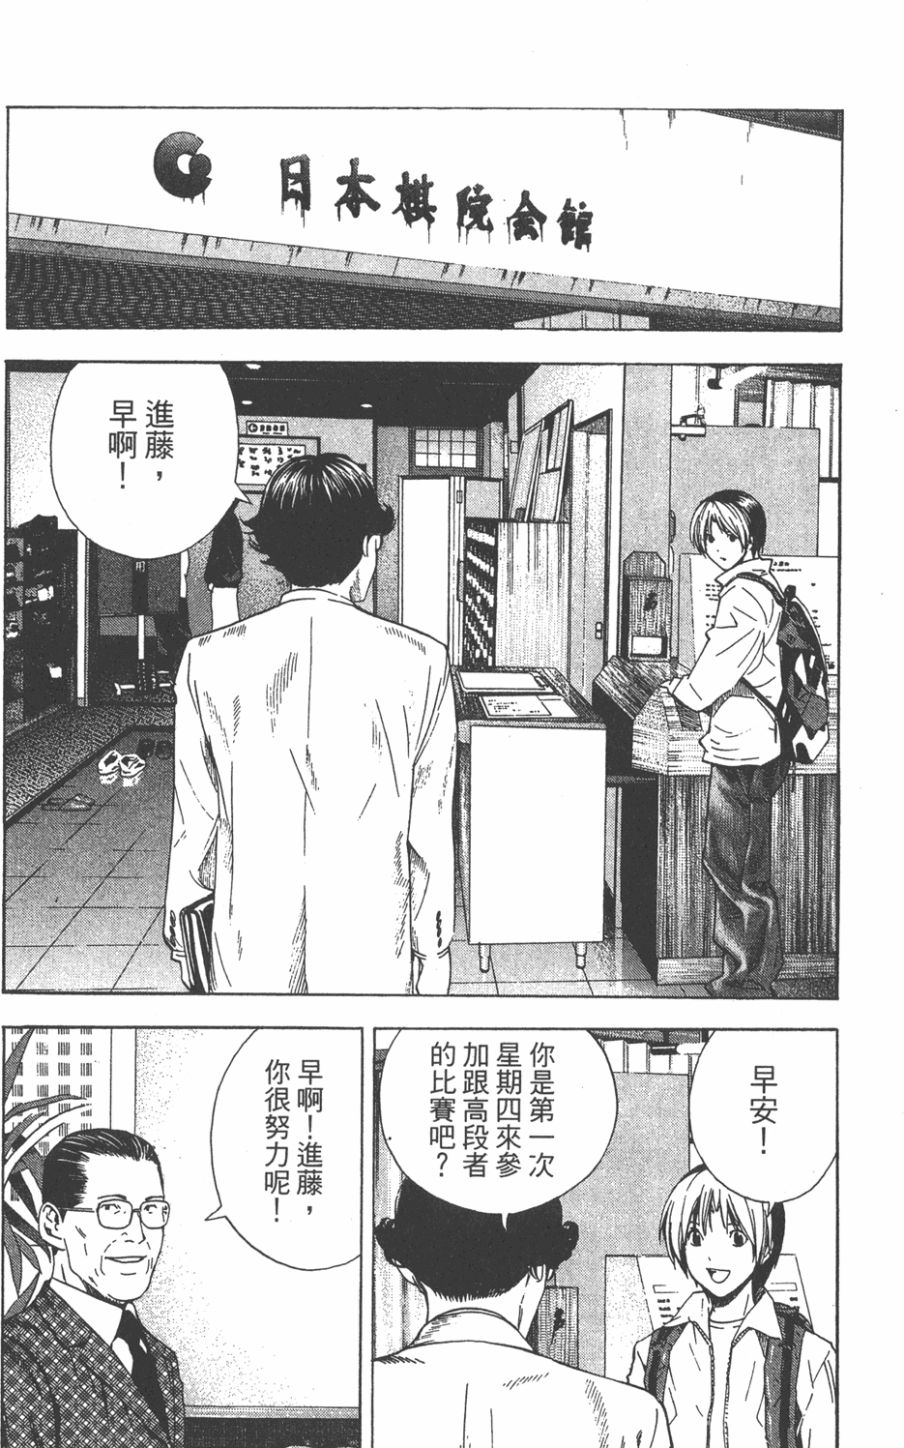 日本棋院会館
進藤，
早啊！
早安！
你是第一次
星期四來參
加跟高段者
的比賽吧？
早啊！進藤，
你很努力呢！